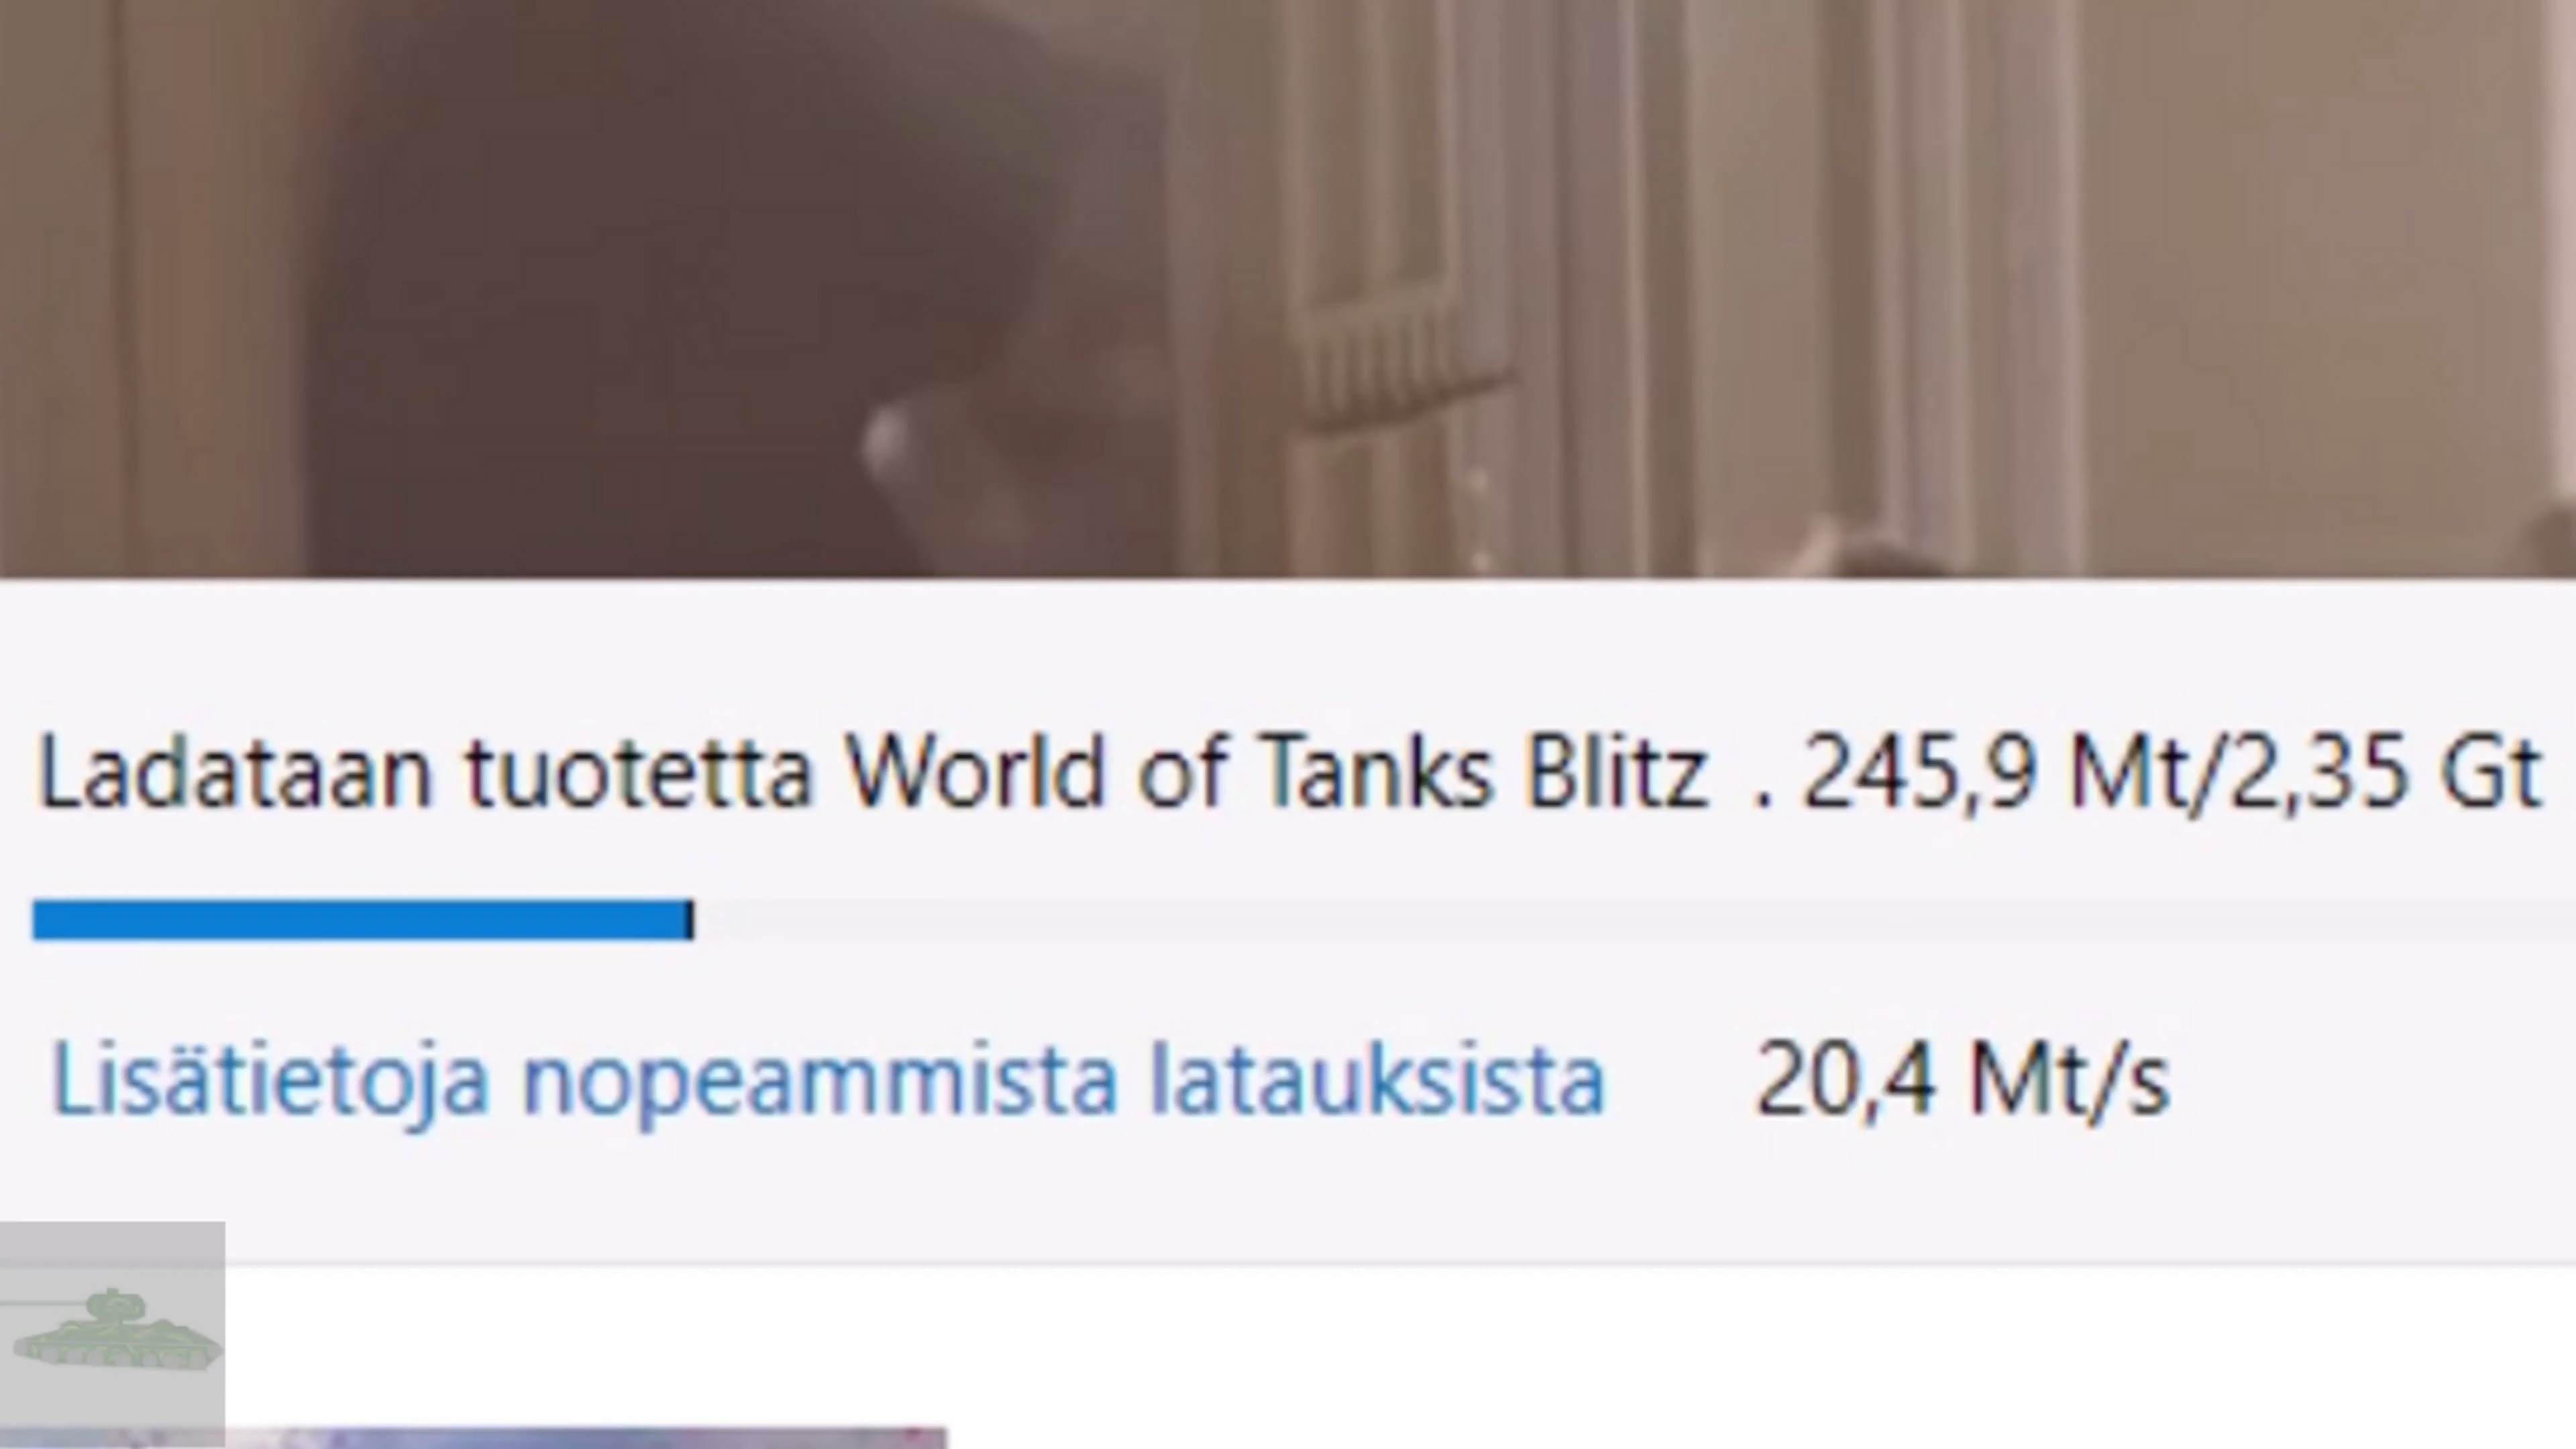 Ladataan tuotetta World of Tanks Blitz . 245,9 Mt/2,35 Gt
Lisätietoja nopeammista latauksista 20,4 Mt/s